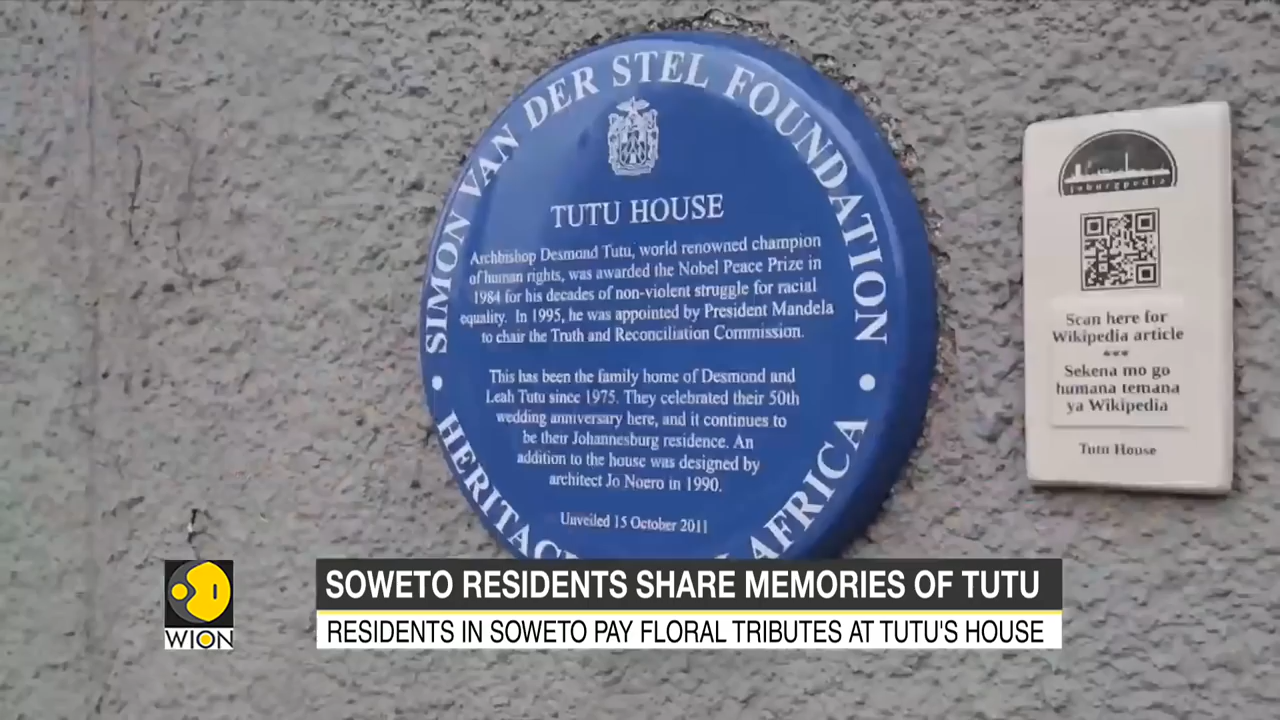 SIMON VAN DER STEL FOUNDATION
TUTU HOUSE
Archbishop Desmond Tutu, world renowned champion
of human rights, was awarded the Nobel Peace Prize in
1984 for his decades of non-violent struggle for racial
equality. In 1995, he was appointed by President Mandela
to chair the Truth and Reconciliation Commission.
This has been the family home of Desmond and
Leah Tutu since 1975. They celebrated their 50th
wedding anniversary here, and it continues to
be their Johannesburg residence. An
addition to the house was designed by
architect Jo Noero in 1990.
Unveiled 15 October 2011
AFRICA
joburgpedia
Scan here for
Wikipedia article
***
Sekena mo go
humana temana
ya Wikipedia
Tutu House
WION
SOWETO RESIDENTS SHARE MEMORIES OF TUTU
RESIDENTS IN SOWETO PAY FLORAL TRIBUTES AT TUTU'S HOUSE